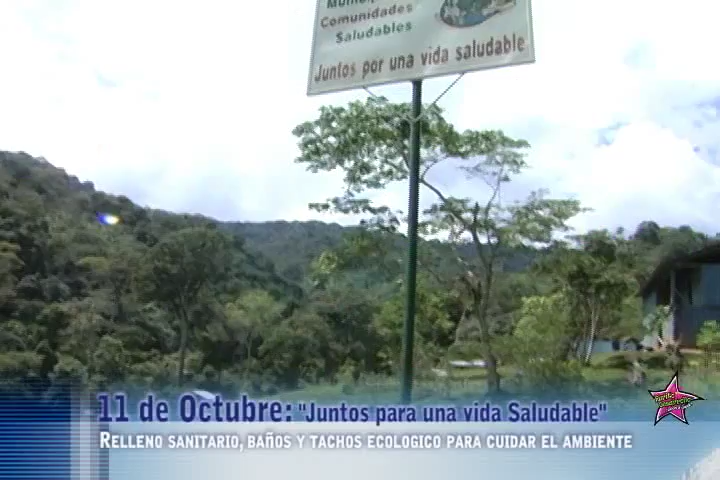 Comunidades
Saludables
Juntos por una vida saludable
11 de Octubre: "Juntos para una vida Saludable"
RELLENO SANITARIO, BAÑOS Y TACHOS ECOLOGICO PARA CUIDAR EL AMBIENTE